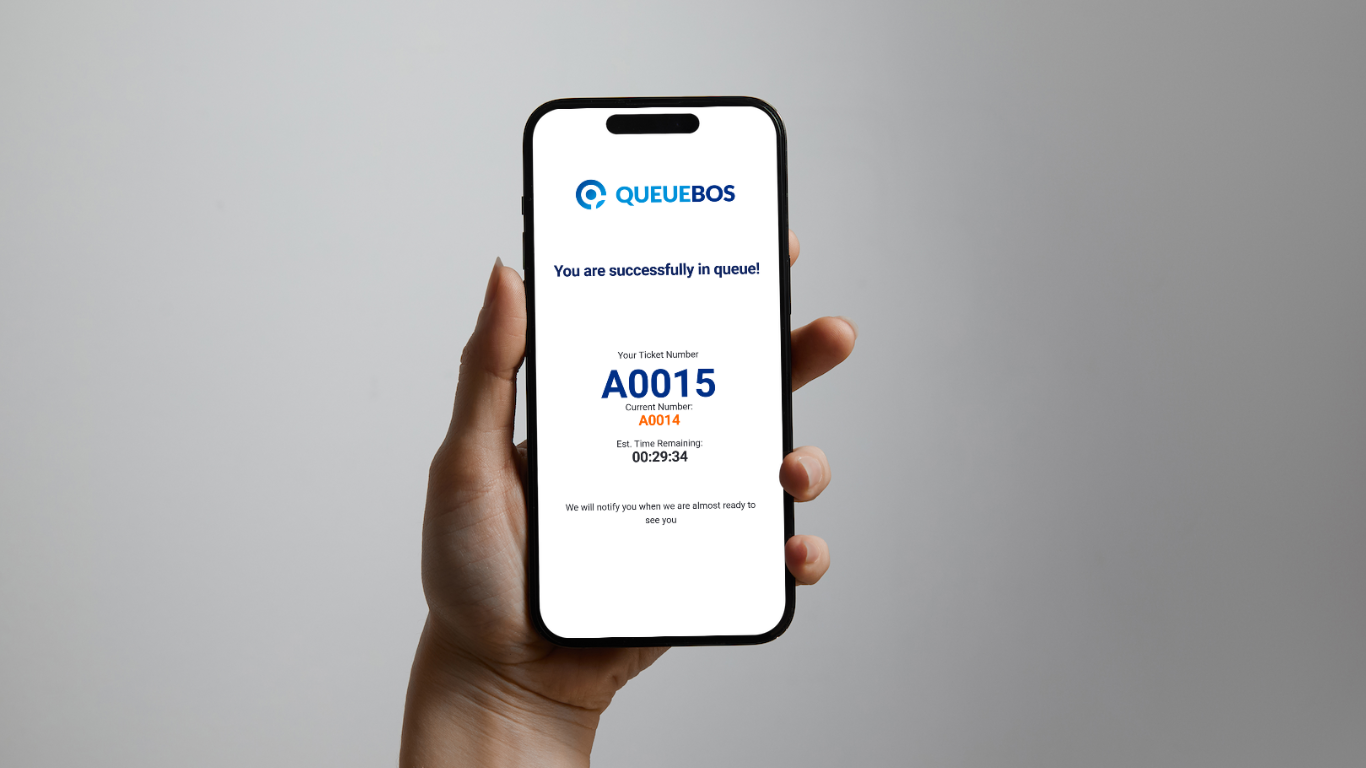 QUEUEBOS
You are successfully in queue!
Your Ticket Number
A0015
Current Number:
A0014
Est. Time Remaining:
00:29:34
We will notify you when we are almost ready to
see you